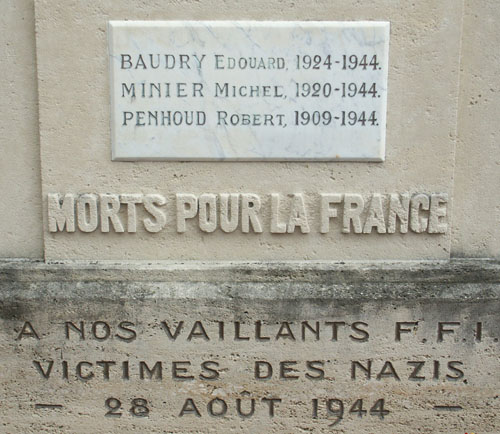 BAUDRY EDOUARD, 1924-1944.
MINIER MICHEL, 1920-1944.
PENHOUD ROBERT, 1909-1944.
MORTS POUR LA FRANCE
A NOS VAILLANTS F.F.I.
VICTIMES DES NAZIS
— 28 AOÛT 1944 —